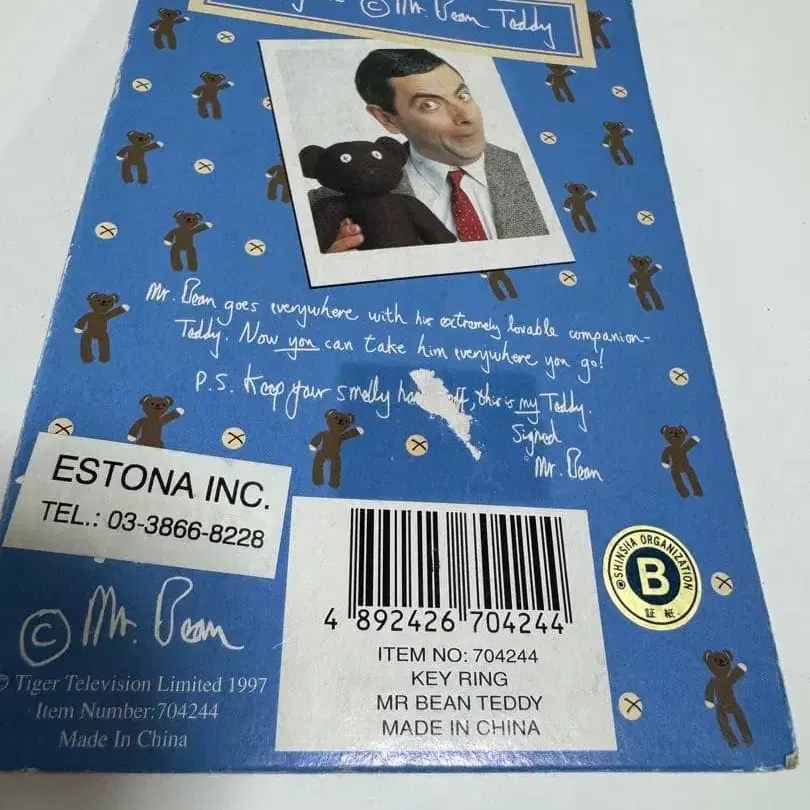 © Mr. Bean Teddy
Mr. Bean goes everywhere with his extremely lovable companion-
Teddy. Now you can take him everywhere you go!
P.S. Keep your smelly off, this is my Teddy.
Signed
Mr. Bean
ESTONA INC.
TEL.: 03-3866-8228
4 892426 704244
ITEM NO: 704244
KEY RING
MR BEAN TEDDY
MADE IN CHINA
©SHINSHA ORGANIZATION
B
証紙
© Mr. Bean
© Tiger Television Limited 1997
Item Number:704244
Made In China